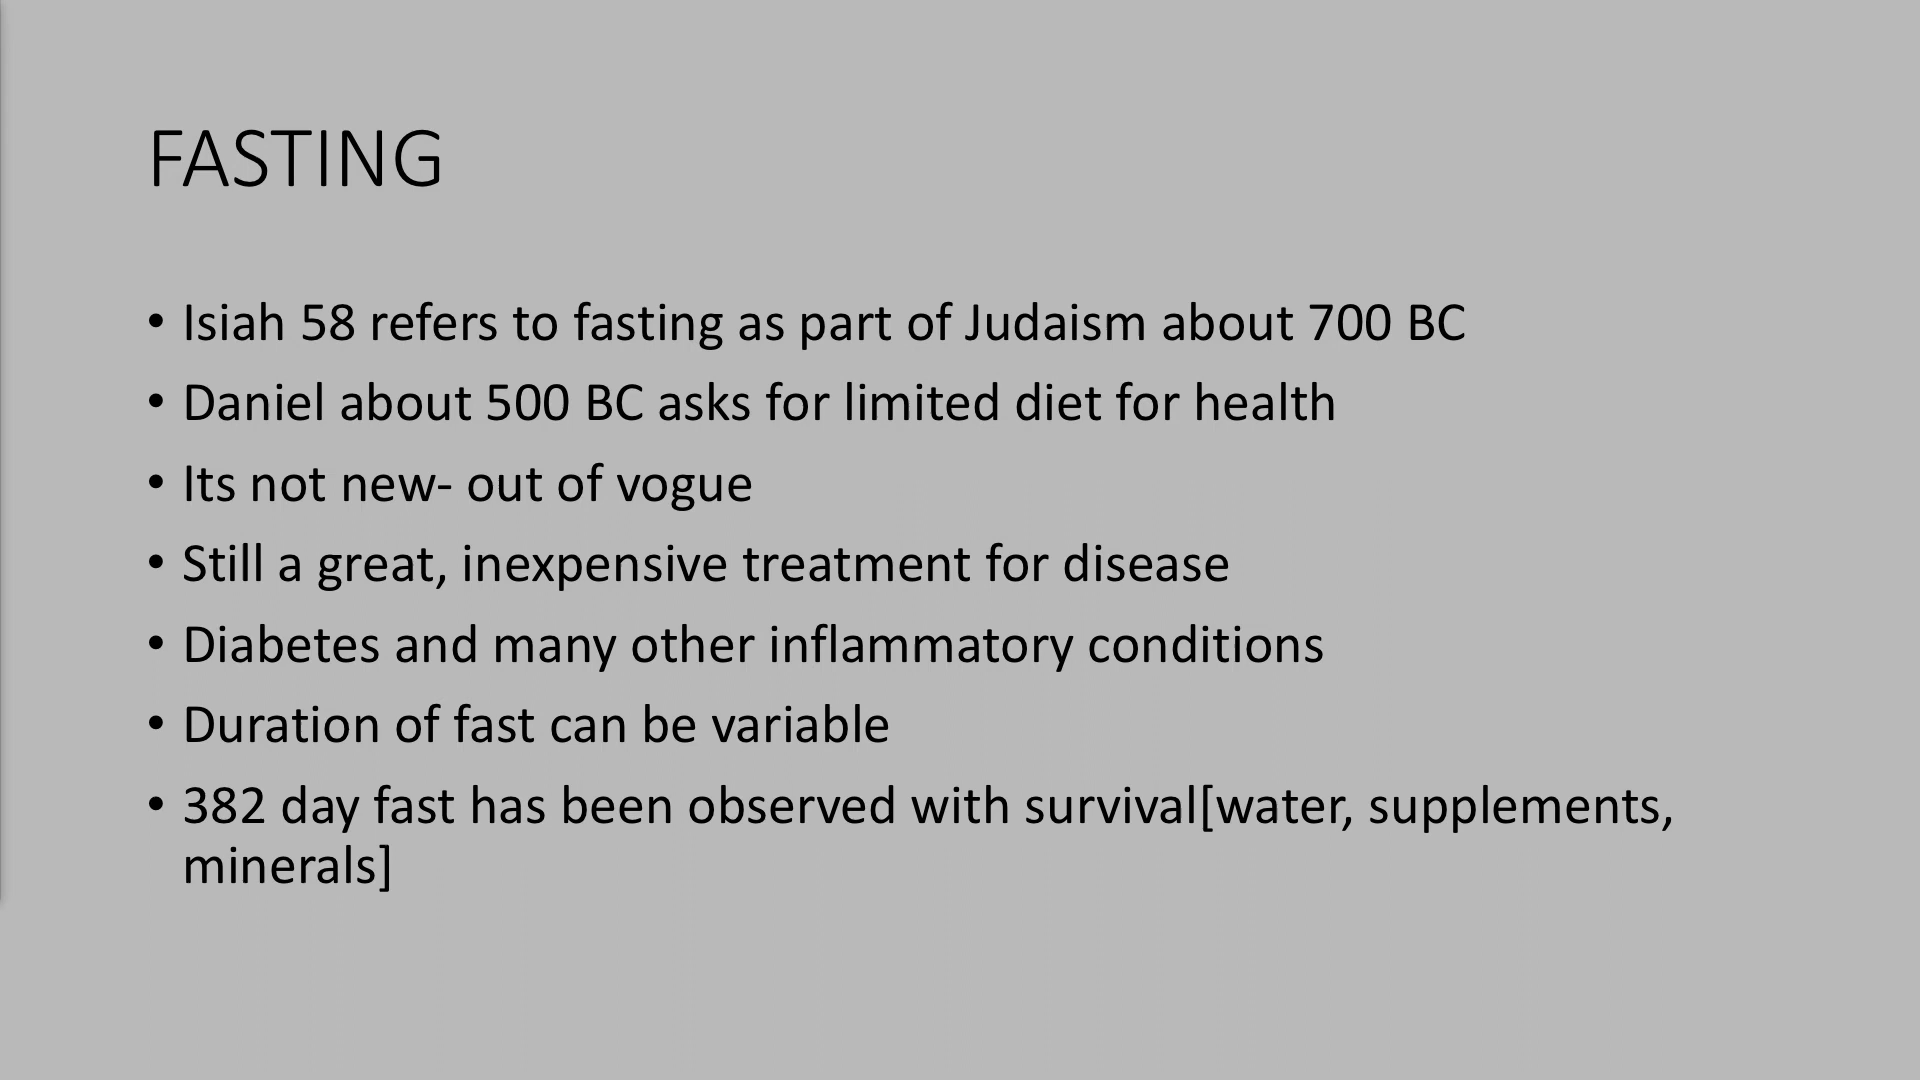 FASTING
• Isiah 58 refers to fasting as part of Judaism about 700 BC
• Daniel about 500 BC asks for limited diet for health
• Its not new- out of vogue
• Still a great, inexpensive treatment for disease
• Diabetes and many other inflammatory conditions
• Duration of fast can be variable
• 382 day fast has been observed with survival[water, supplements,
minerals]